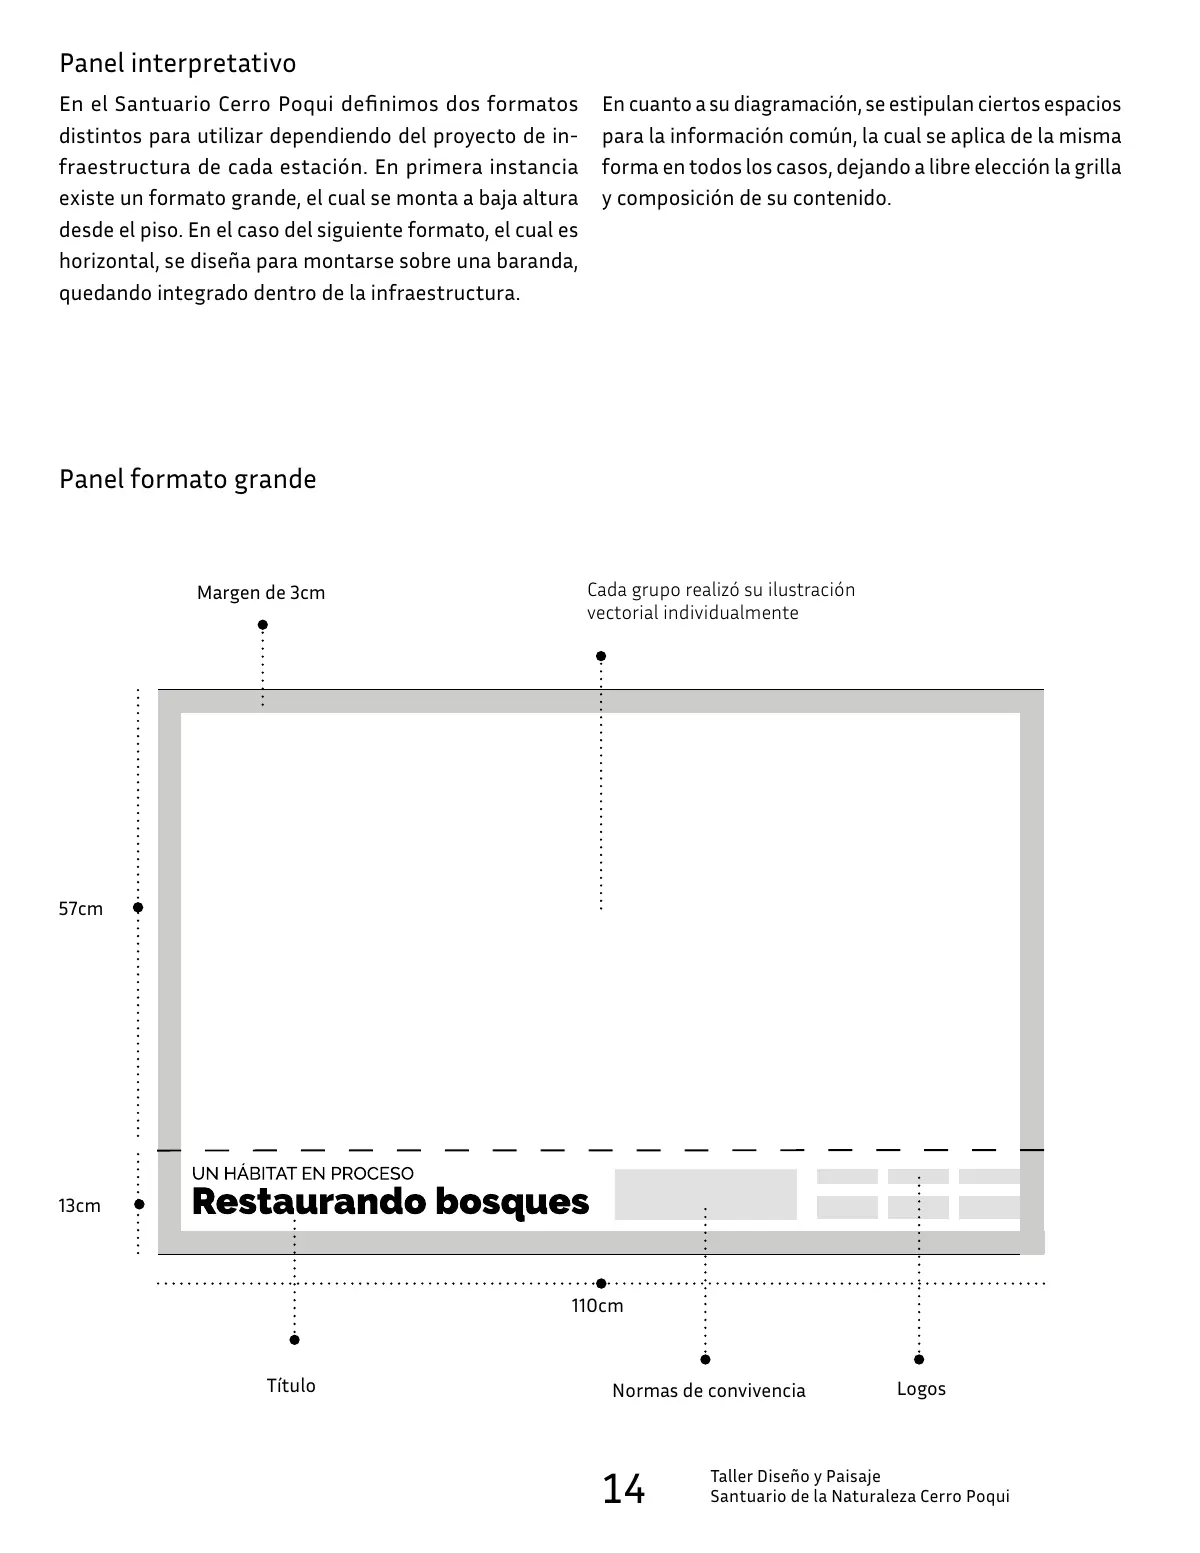 Panel interpretativo
En el Santuario Cerro Poqui definimos dos formatos
distintos para utilizar dependiendo del proyecto de in-
fraestructura de cada estación. En primera instancia
existe un formato grande, el cual se monta a baja altura
desde el piso. En el caso del siguiente formato, el cual es
horizontal, se diseña para montarse sobre una baranda,
quedando integrado dentro de la infraestructura.
En cuanto a su diagramación, se estipulan ciertos espacios
para la información común, la cual se aplica de la misma
forma en todos los casos, dejando a libre elección la grilla
y composición de su contenido.
Panel formato grande
Margen de 3cm
Cada grupo realizó su ilustración
vectorial individualmente
57cm
UN HÁBITAT EN PROCESO
Restaurando bosques
13cm
110cm
Título
Normas de convivencia
Logos
14
Taller Diseño y Paisaje
Santuario de la Naturaleza Cerro Poqui